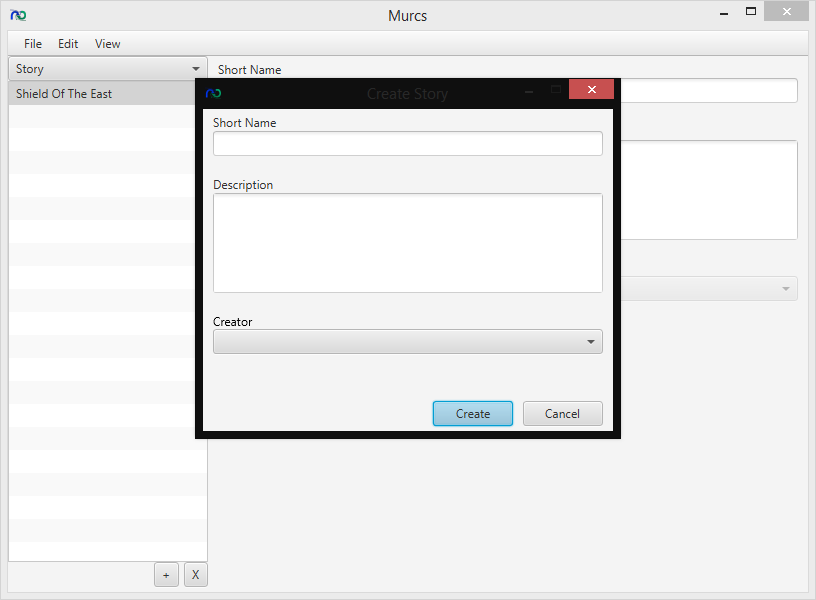 Murcs
File Edit View
Story
Shield Of The East
Short Name
Create Story
Short Name
Description
Creator
Create Cancel
+ X